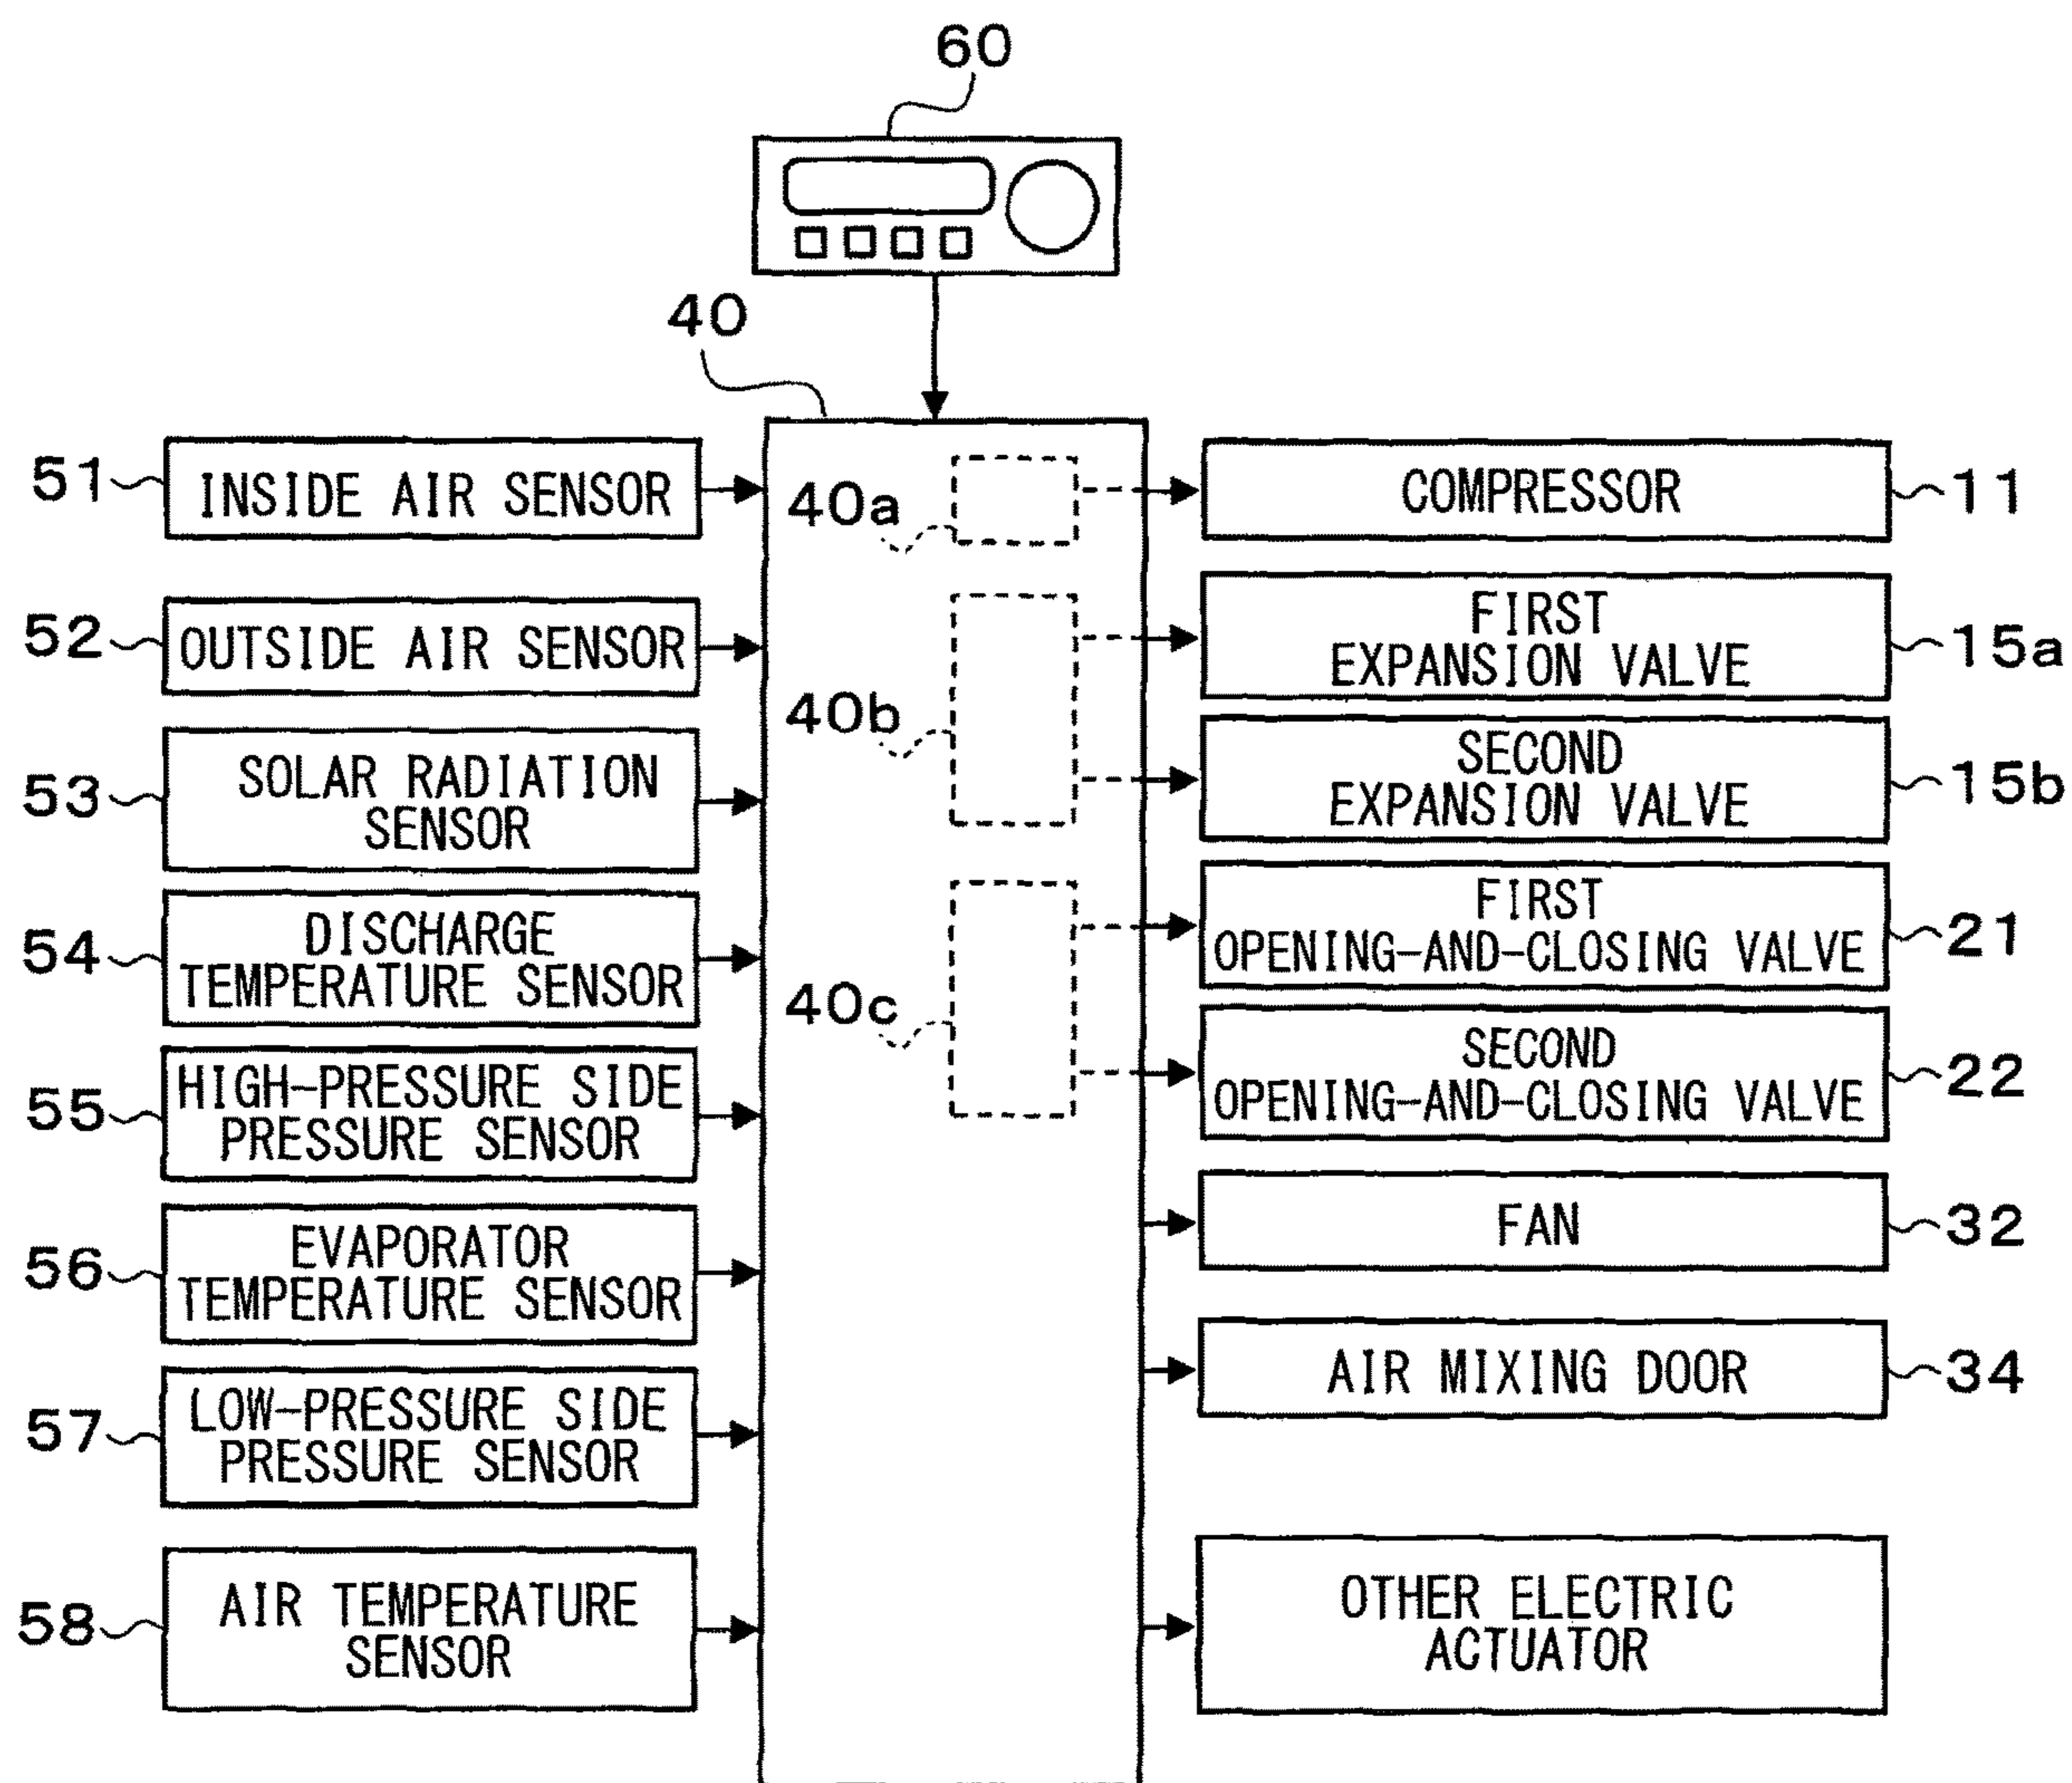 60
40
51
INSIDE AIR SENSOR
52
OUTSIDE AIR SENSOR
53
SOLAR RADIATION
SENSOR
54
DISCHARGE
TEMPERATURE SENSOR
55
HIGH-PRESSURE SIDE
PRESSURE SENSOR
56
EVAPORATOR
TEMPERATURE SENSOR
57
LOW-PRESSURE SIDE
PRESSURE SENSOR
58
AIR TEMPERATURE
SENSOR
40a
40b
40c
COMPRESSOR
11
FIRST
EXPANSION VALVE
15a
SECOND
EXPANSION VALVE
15b
FIRST
OPENING-AND-CLOSING VALVE
21
SECOND
OPENING-AND-CLOSING VALVE
22
FAN
32
AIR MIXING DOOR
34
OTHER ELECTRIC
ACTUATOR